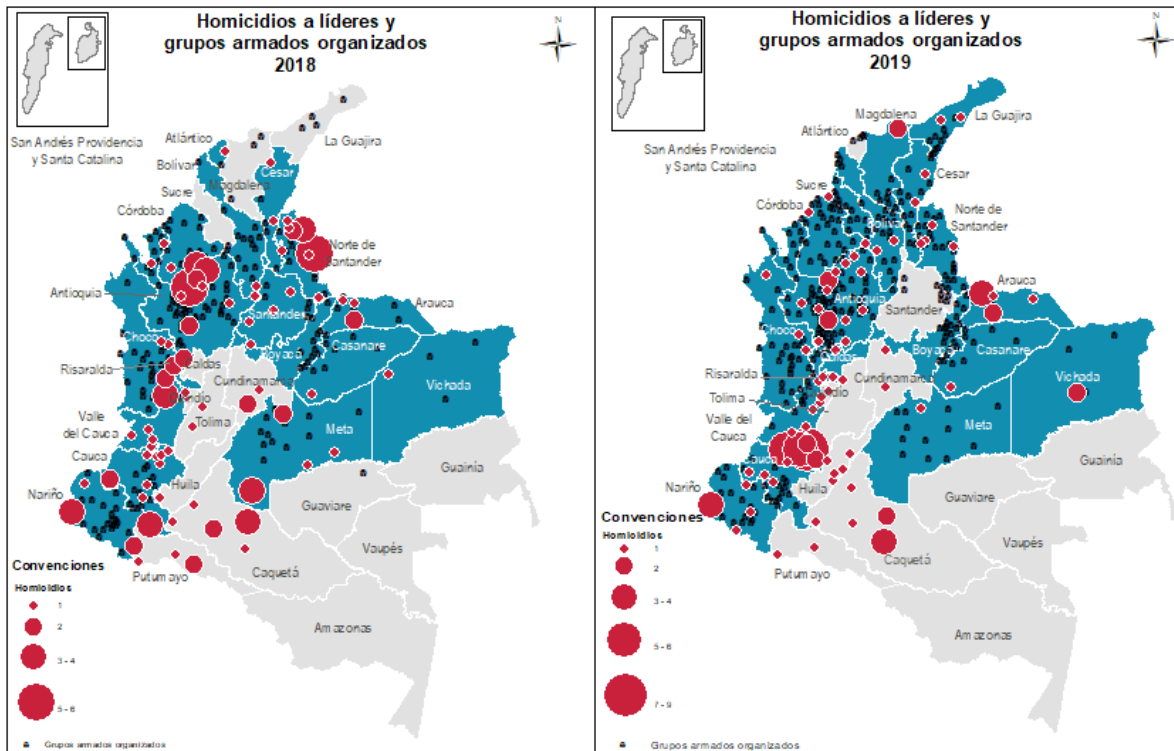 Homicidios a líderes y
grupos armados organizados
2018
N
San Andrés Providencia
y Santa Catalina
Atlántico
La Guajira
Bolívar
Cesar
Magdalena
Sucre
Córdoba
Norte de
Santander
Antioquia
Arauca
Santander
Choco
Boyacá
Casanare
Risaralda
Caldas
Cundinamarca
Vichada
Quindio
Tolima
Valle
del Cauca
Meta
Cauca
Guainía
Huila
Nariño
Guaviare
Vaupés
Caquetá
Putumayo
Amazonas
Convenciones
Homicidios
1
2
3 - 4
5 - 6
Grupos armados organizados
Homicidios a líderes y
grupos armados organizados
2019
N
San Andrés Providencia
y Santa Catalina
Magdalena
La Guajira
Atlántico
Cesar
Sucre
Córdoba
Norte de
Santander
Bolívar
Arauca
Antioquia
Santander
Choco
Boyacá
Casanare
Caldas
Risaralda
Cundinamarca
Vichada
Tolima
Valle del
Cauca
Meta
Cauca
Guainía
Huila
Nariño
Guaviare
Vaupés
Caquetá
Putumayo
Amazonas
Convenciones
Homicidios
1
2
3 - 4
5 - 6
7 - 9
Grupos armados organizados